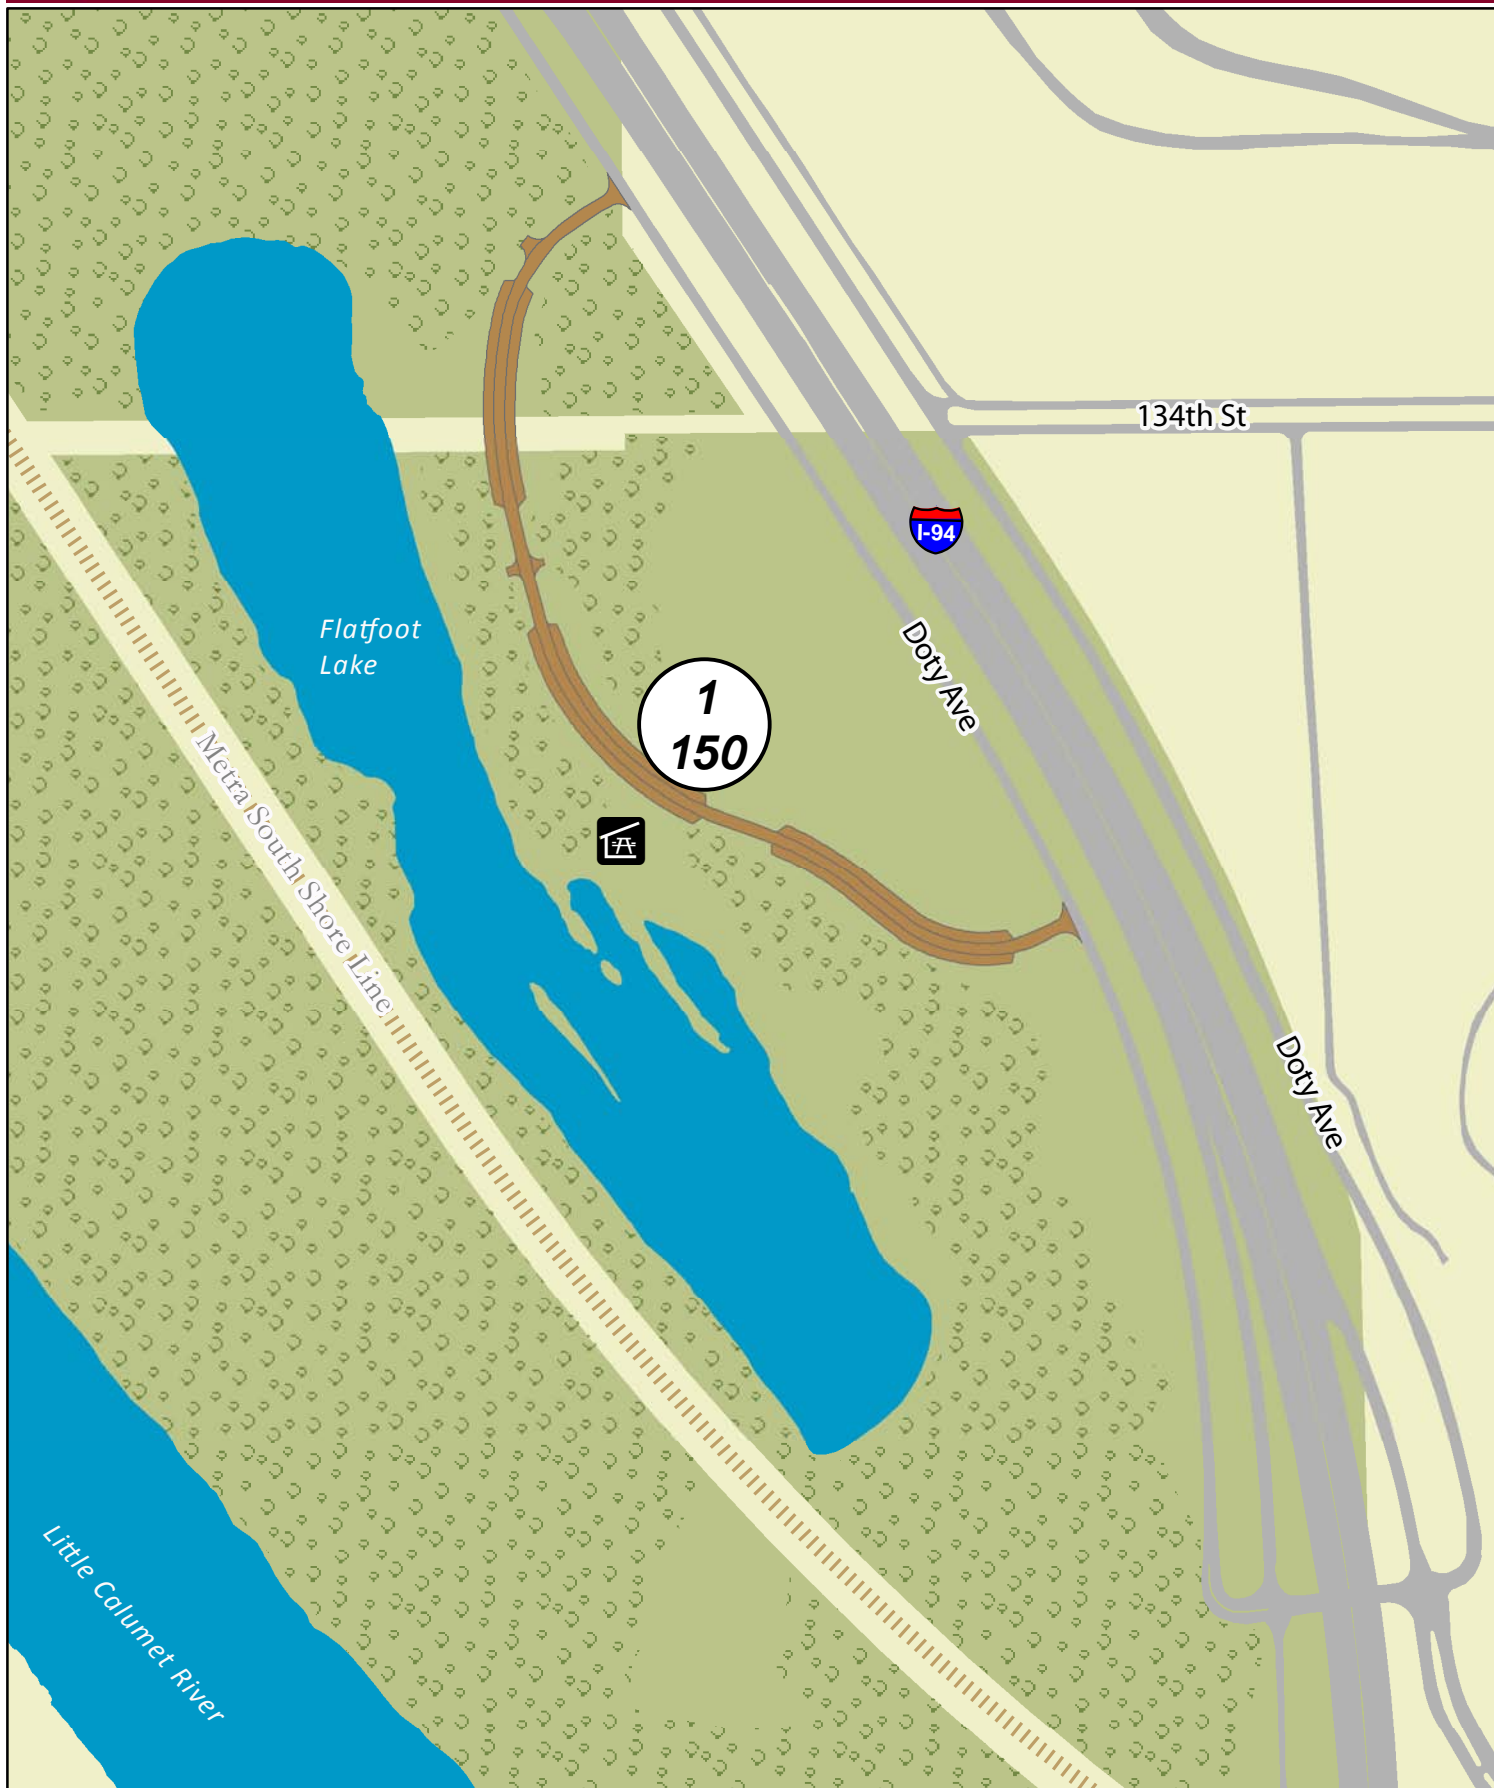 134th St
I-94
Flatfoot
Lake
Doty Ave
1
150
Metra South Shore Line
Doty Ave
Little Calumet River